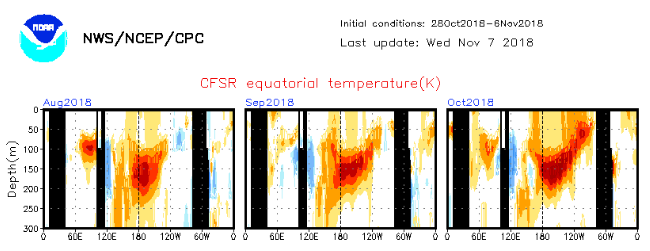 NOAA
NWS/NCEP/CPC
Initial conditions: 28Oct2018-6Nov2018
Last update: Wed Nov 7 2018
CFSR equatorial temperature(K)
Aug2018
Sep2018
Oct2018
Depth(m)
0
50
100
150
200
250
300
0 60E 120E 180 120W 60W 0
0 60E 120E 180 120W 60W 0
0 60E 120E 180 120W 60W 0